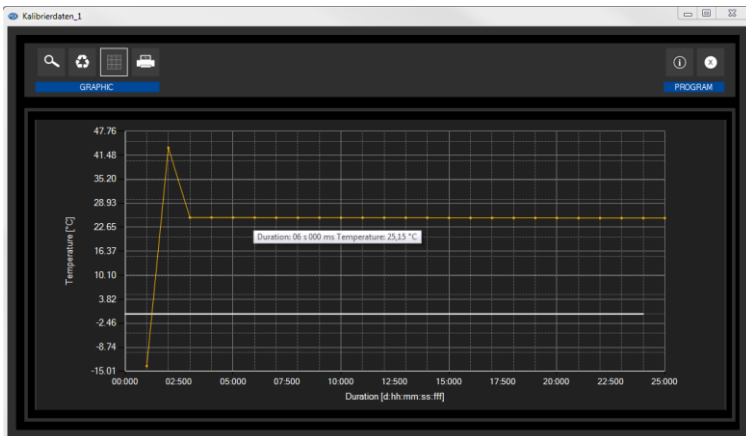 Kalibrierdaten_1
GRAPHIC
PROGRAM
47.76
41.48
35.20
28.93
22.65
16.37
10.10
3.82
-2.46
-8.74
-15.01
Temperature [°C]
Duration: 06 s 000 ms Temperature: 25,15 °C
00:000 02:500 05:000 07:500 10:000 12:500 15:000 17:500 20:000 22:500 25:000
Duration [d:hh:mm:ss:fff]